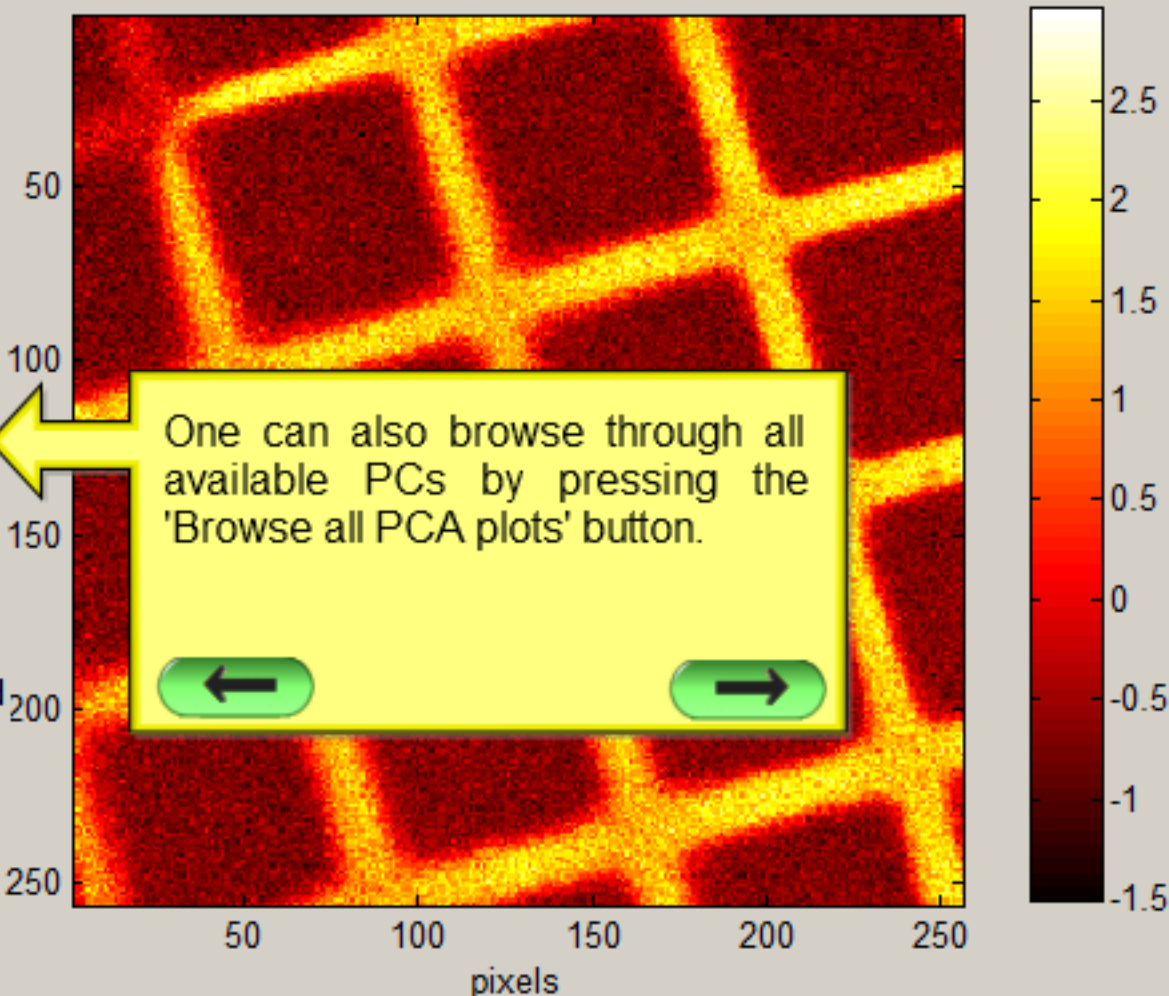 50
100
150
200
250
One can also browse through all
available PCs by pressing the
'Browse all PCA plots' button.
50 100 150 200 250
pixels
2.5
2
1.5
1
0.5
0
-0.5
-1
-1.5